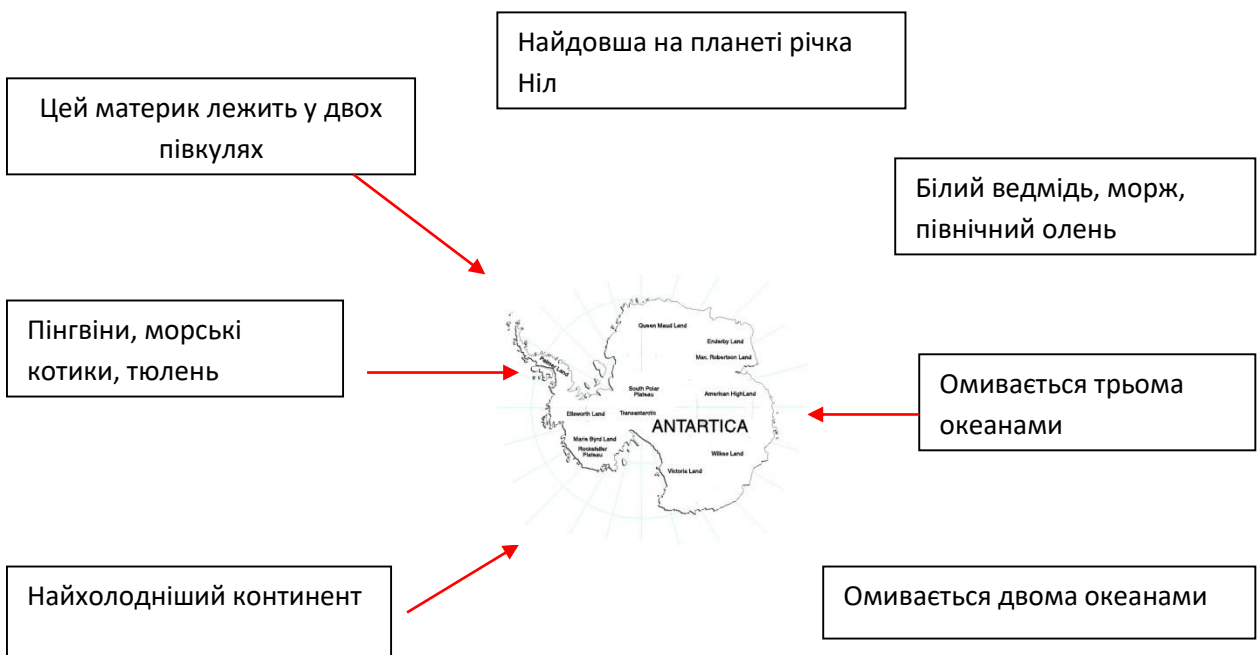 Найдовша на планеті річка
Ніл
Цей материк лежить у двох
півкулях
Білий ведмідь, морж,
північний олень
Пінгвіни, морські
котики, тюлень
Queen Maud Land
Enderby Land
Mac. Robertson Land
Palmer Land
South Polar
Plateau
American HighLand
Ellsworth Land
Transantarctic
ANTARTICA
Marie Byrd Land
Rockefeller
Plateau
Wilkes Land
Victoria Land
Омивається трьома
океанами
Найхолодніший континент
Омивається двома океанами